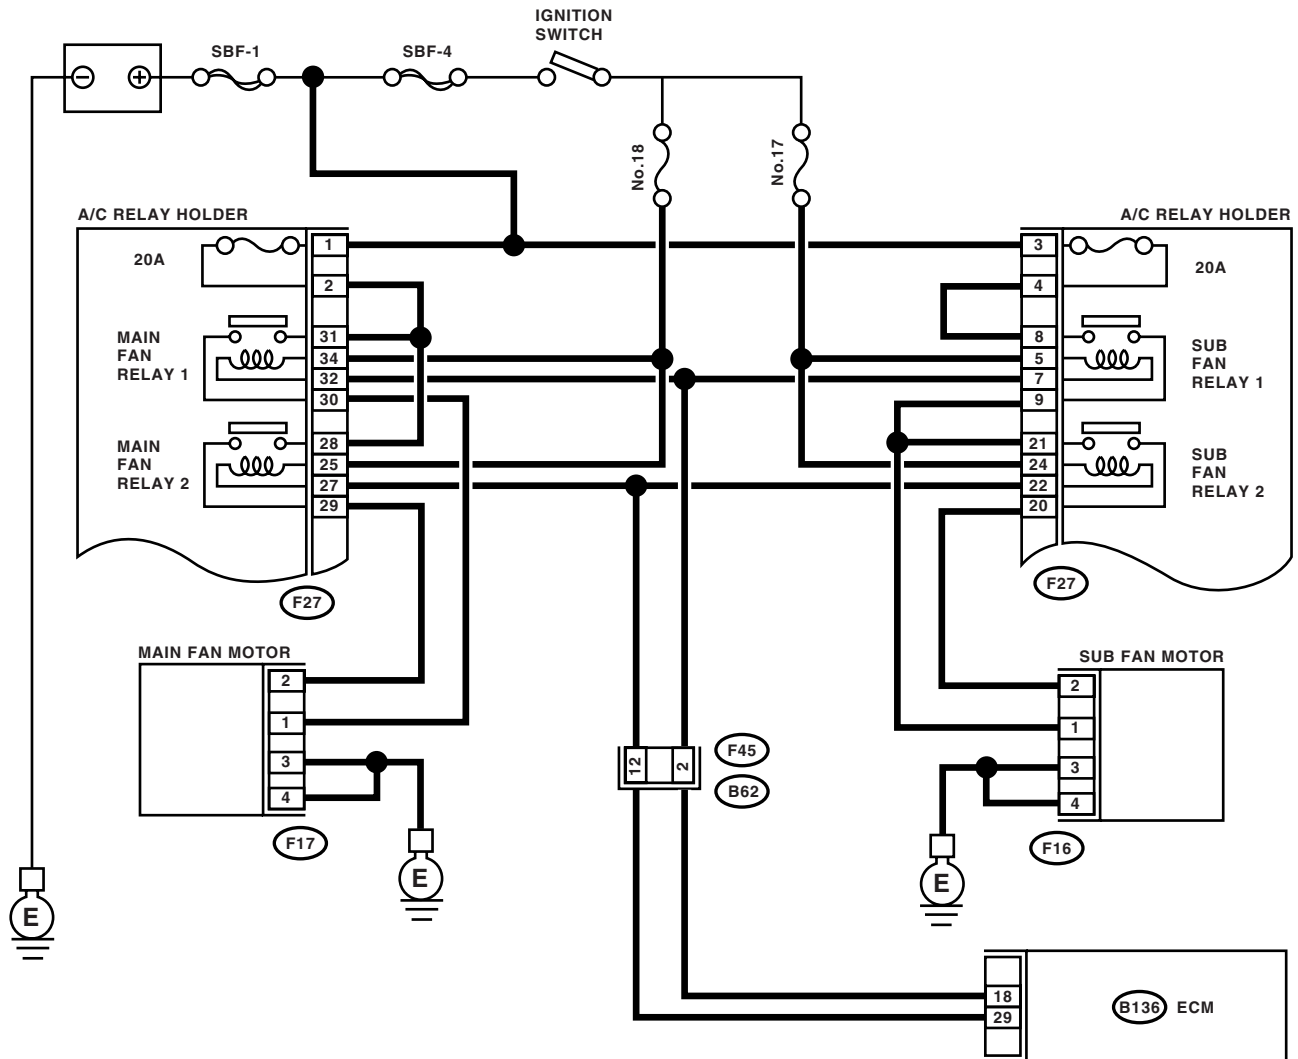 IGNITION
SWITCH
SBF-1
SBF-4
− +
No.18
No.17
A/C RELAY HOLDER
A/C RELAY HOLDER
20A
1
2
31
34
32
30
28
25
27
29
MAIN
FAN
RELAY 1
MAIN
FAN
RELAY 2
F27
3
4
8
5
7
9
21
24
22
20
20A
SUB
FAN
RELAY 1
SUB
FAN
RELAY 2
F27
MAIN FAN MOTOR
2
1
3
4
F17
E
E
12
2
F45
B62
SUB FAN MOTOR
2
1
3
4
F16
E
18
29
B136 ECM